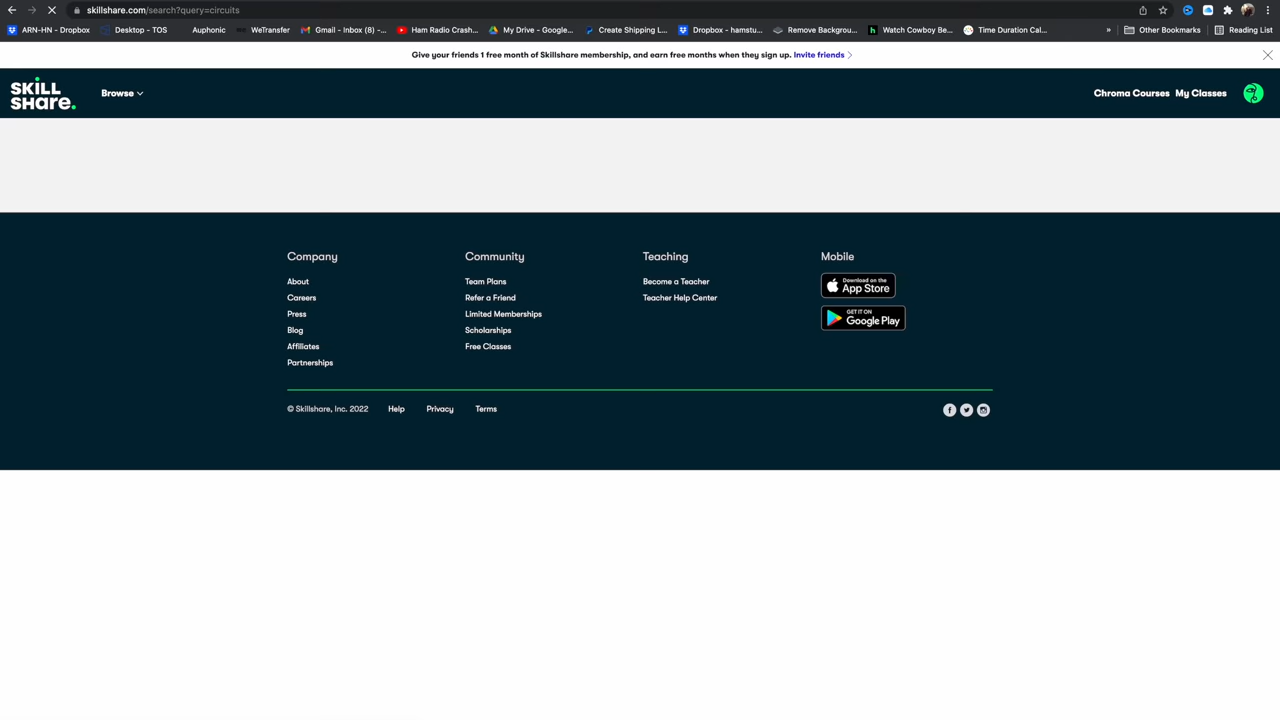 skillshare.com/search?query=circuits
ARN-HN - Dropbox
Desktop - TOS
Auphonic
WeTransfer
Gmail - Inbox (8) -...
Ham Radio Crash...
My Drive - Google...
Create Shipping L...
Dropbox - hamstu...
Remove Backgrou...
Watch Cowboy Be...
Time Duration Cal...
»
Other Bookmarks
Reading List
Give your friends 1 free month of Skillshare membership, and earn free months when they sign up. Invite friends
SKILL
SHARE.
Browse
Chroma Courses
My Classes
Company
About
Careers
Press
Blog
Affiliates
Partnerships
Community
Team Plans
Refer a Friend
Limited Memberships
Scholarships
Free Classes
Teaching
Become a Teacher
Teacher Help Center
Mobile
Download on the
App Store
GET IT ON
Google Play
© Skillshare, Inc. 2022
Help
Privacy
Terms